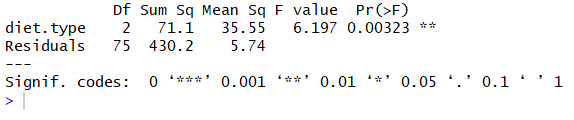 Df Sum Sq Mean Sq F value Pr(>F)
diet.type 2 71.1 35.55 6.197 0.00323 **
Residuals 75 430.2 5.74
---
Signif. codes: 0 ‘***’ 0.001 ‘**’ 0.01 ‘*’ 0.05 ‘.’ 0.1 ‘ ’ 1
>